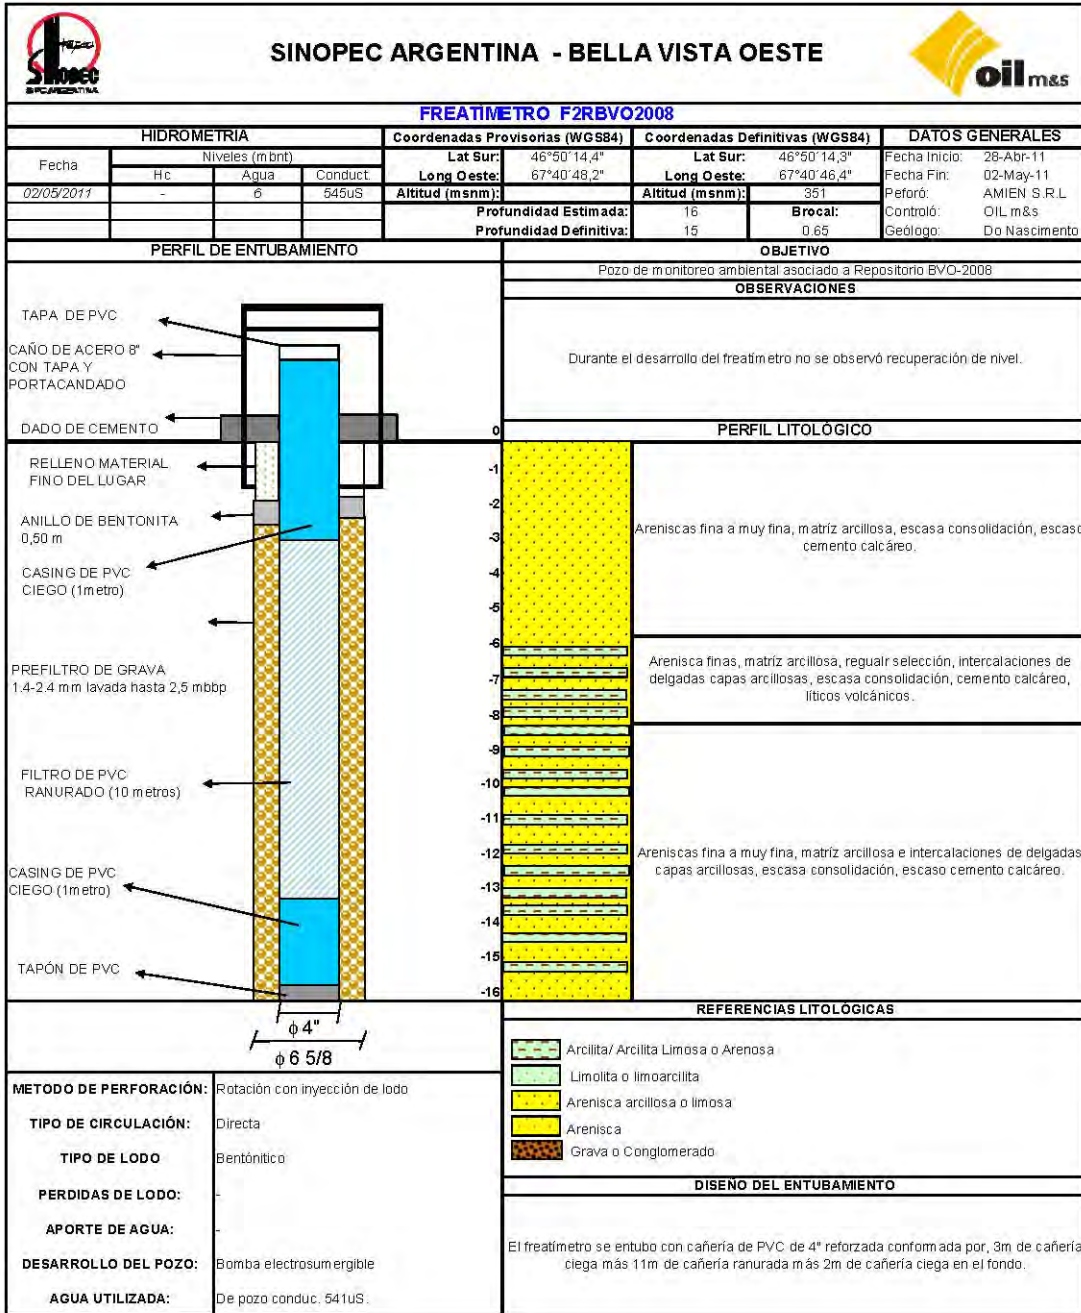 SINOPEC
SIPCARGENTINA
SINOPEC ARGENTINA - BELLA VISTA OESTE
oil m&s
FREATIMETRO F2RBVO2008
HIDROMETRIA
Fecha
Niveles (mbnt)
Hc Agua Conduct.
02/05/2011 - 6 545uS
Coordenadas Provisorias (WGS84)
Lat Sur: 46°50´14,4"
Long Oeste: 67°40´48,2"
Altitud (msnm):
Coordenadas Definitivas (WGS84)
Lat Sur: 46°50´14,3"
Long Oeste: 67°40´46,4"
Altitud (msnm): 351
Profundidad Estimada: 16 Brocal:
Profundidad Definitiva: 15 0.65
DATOS GENERALES
Fecha Inicio: 28-Abr-11
Fecha Fin: 02-May-11
Peforó: AMIEN S.R.L
Controló: OIL m&s
Geólogo: Do Nascimento
PERFIL DE ENTUBAMIENTO
TAPA DE PVC
CAÑO DE ACERO 8"
CON TAPA Y
PORTACANDADO
DADO DE CEMENTO
RELLENO MATERIAL
FINO DEL LUGAR
ANILLO DE BENTONITA
0,50 m
CASING DE PVC
CIEGO (1metro)
PREFILTRO DE GRAVA
1.4-2.4 mm lavada hasta 2,5 mbbp
FILTRO DE PVC
RANURADO (10 metros)
CASING DE PVC
CIEGO (1metro)
TAPÓN DE PVC
ϕ 4"
ϕ 6 5/8
0
-1
-2
-3
-4
-5
-6
-7
-8
-9
-10
-11
-12
-13
-14
-15
-16
OBJETIVO
Pozo de monitoreo ambiental asociado a Repositorio BVO-2008
OBSERVACIONES
Durante el desarrollo del freatímetro no se observó recuperación de nivel.
PERFIL LITOLÓGICO
Areniscas fina a muy fina, matríz arcillosa, escasa consolidación, escaso
cemento calcáreo.
Arenisca finas, matríz arcillosa, regualr selección, intercalaciones de
delgadas capas arcillosas, escasa consolidación, cemento calcáreo,
líticos volcánicos.
Areniscas fina a muy fina, matríz arcillosa e intercalaciones de delgadas
capas arcillosas, escasa consolidación, escaso cemento calcáreo.
REFERENCIAS LITOLÓGICAS
Arcilita/ Arcilita Limosa o Arenosa
Limolita o limoarcilita
Arenisca arcillosa o limosa
Arenisca
Grava o Conglomerado
METODO DE PERFORACIÓN: Rotación con inyección de lodo
TIPO DE CIRCULACIÓN: Directa
TIPO DE LODO Bentónitico
PERDIDAS DE LODO: -
APORTE DE AGUA: -
DESARROLLO DEL POZO: Bomba electrosumergible
AGUA UTILIZADA: De pozo conduc. 541uS.
DISEÑO DEL ENTUBAMIENTO
El freatímetro se entubo con cañería de PVC de 4" reforzada conformada por, 3m de cañería
ciega más 11m de cañería ranurada más 2m de cañería ciega en el fondo.